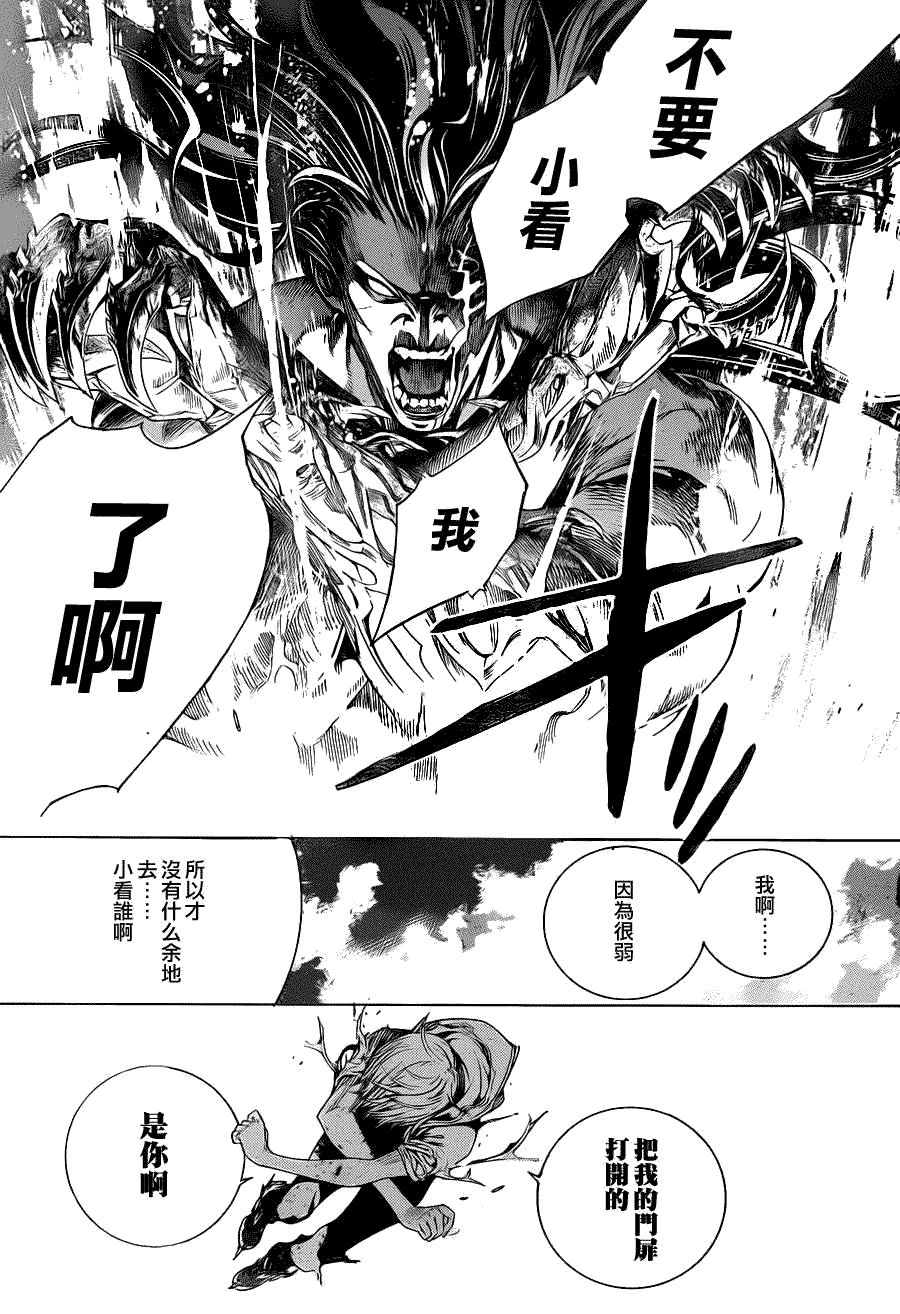 不要
小看
我
了
啊
我啊……
因為很弱
所以才
沒有什么余地
去……
小看誰啊
把我的門扉
打開的
是你啊